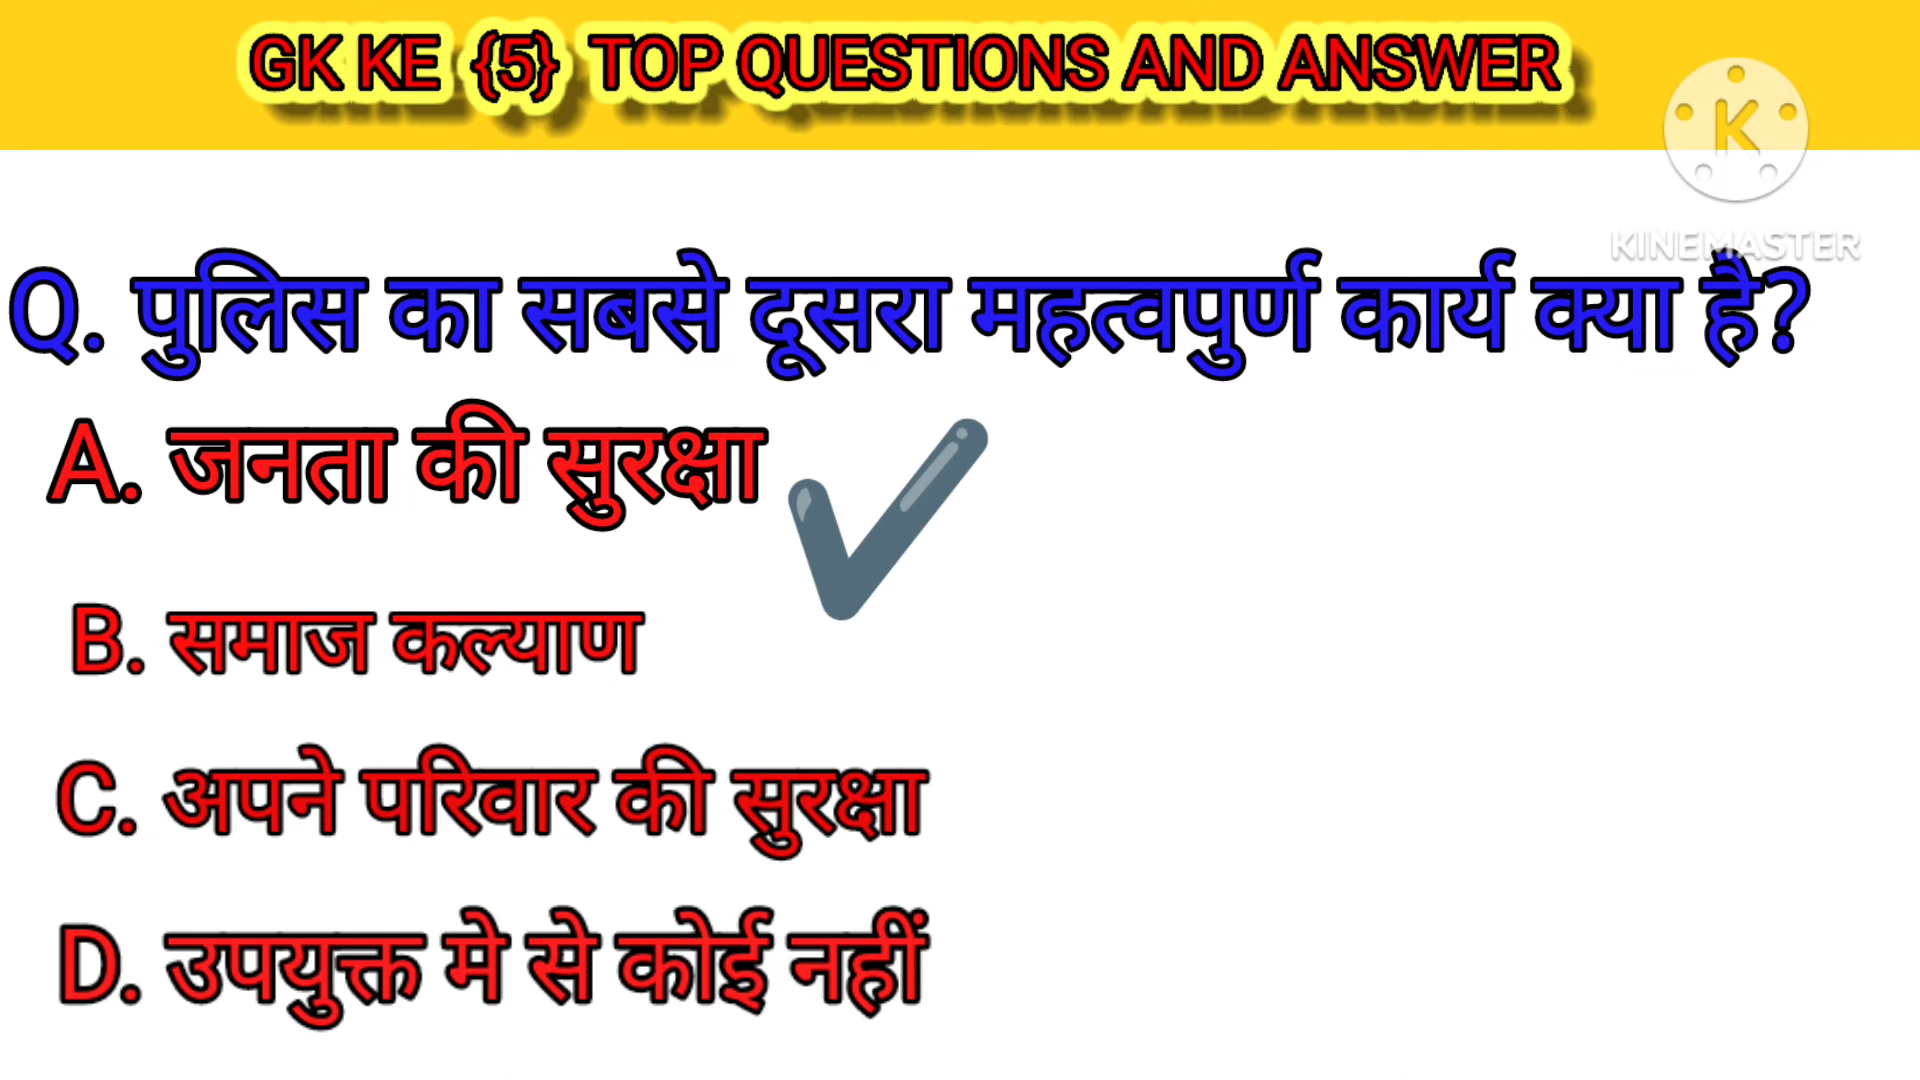 GK KE {5} TOP QUESTIONS AND ANSWER
K
KINEMASTER
Q. पुलिस का सबसे दूसरा महत्वपुर्ण कार्य क्या है?
A. जनता की सुरक्षा
B. समाज कल्याण
C. अपने परिवार की सुरक्षा
D. उपयुक्त मे से कोई नहीं